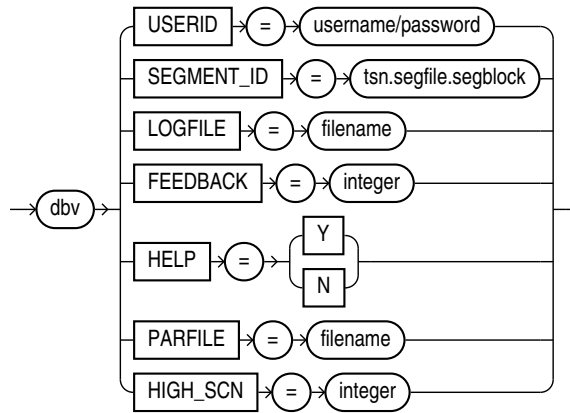 USERID = username/password
SEGMENT_ID = tsn.segfile.segblock
LOGFILE = filename
FEEDBACK = integer
dbv
Y
HELP =
N
PARFILE = filename
HIGH_SCN = integer